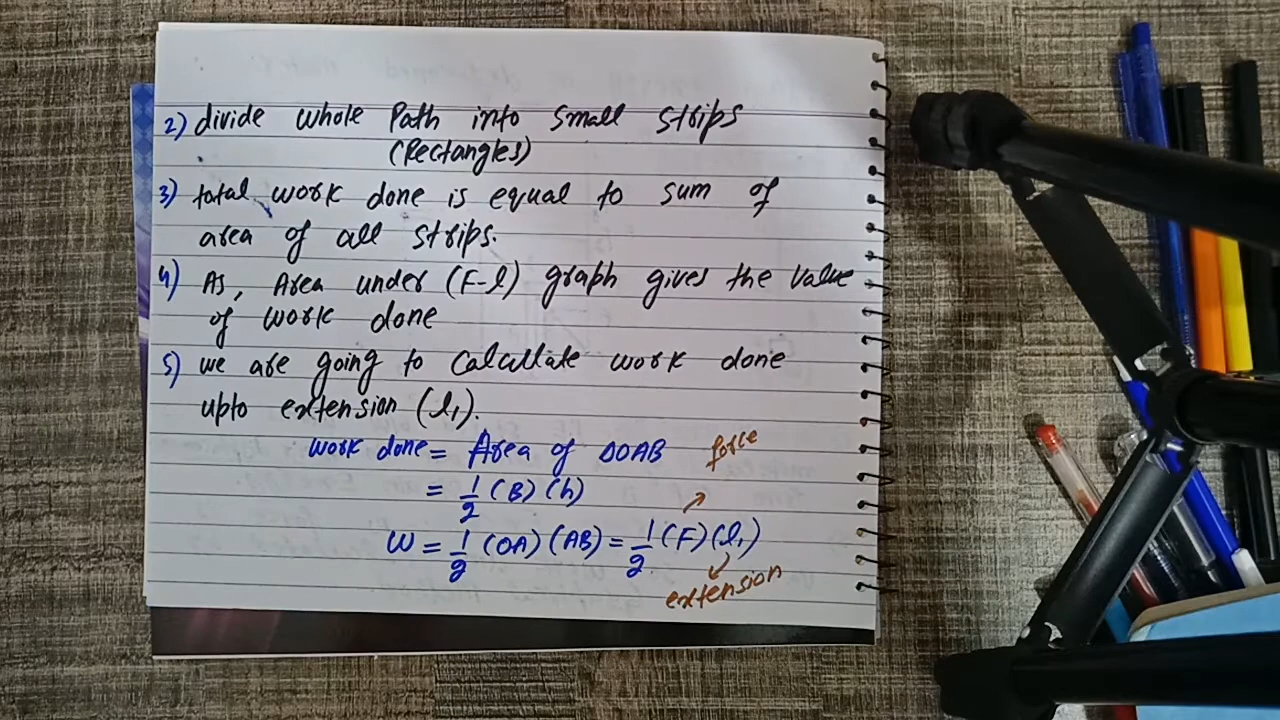 2) divide whole Path into small strips
(Rectangles)
3) total work done is equal to sum of
area of all strips.
4) As, Area under (F-l) graph gives the value
of work done
5) we are going to calculate work done
upto extension (l₁).
work done = Area of ΔOAB
force
= 1/2 (B) (h)
W = 1/2 (OA) (AB) = 1/2 (F) (l₁)
extension